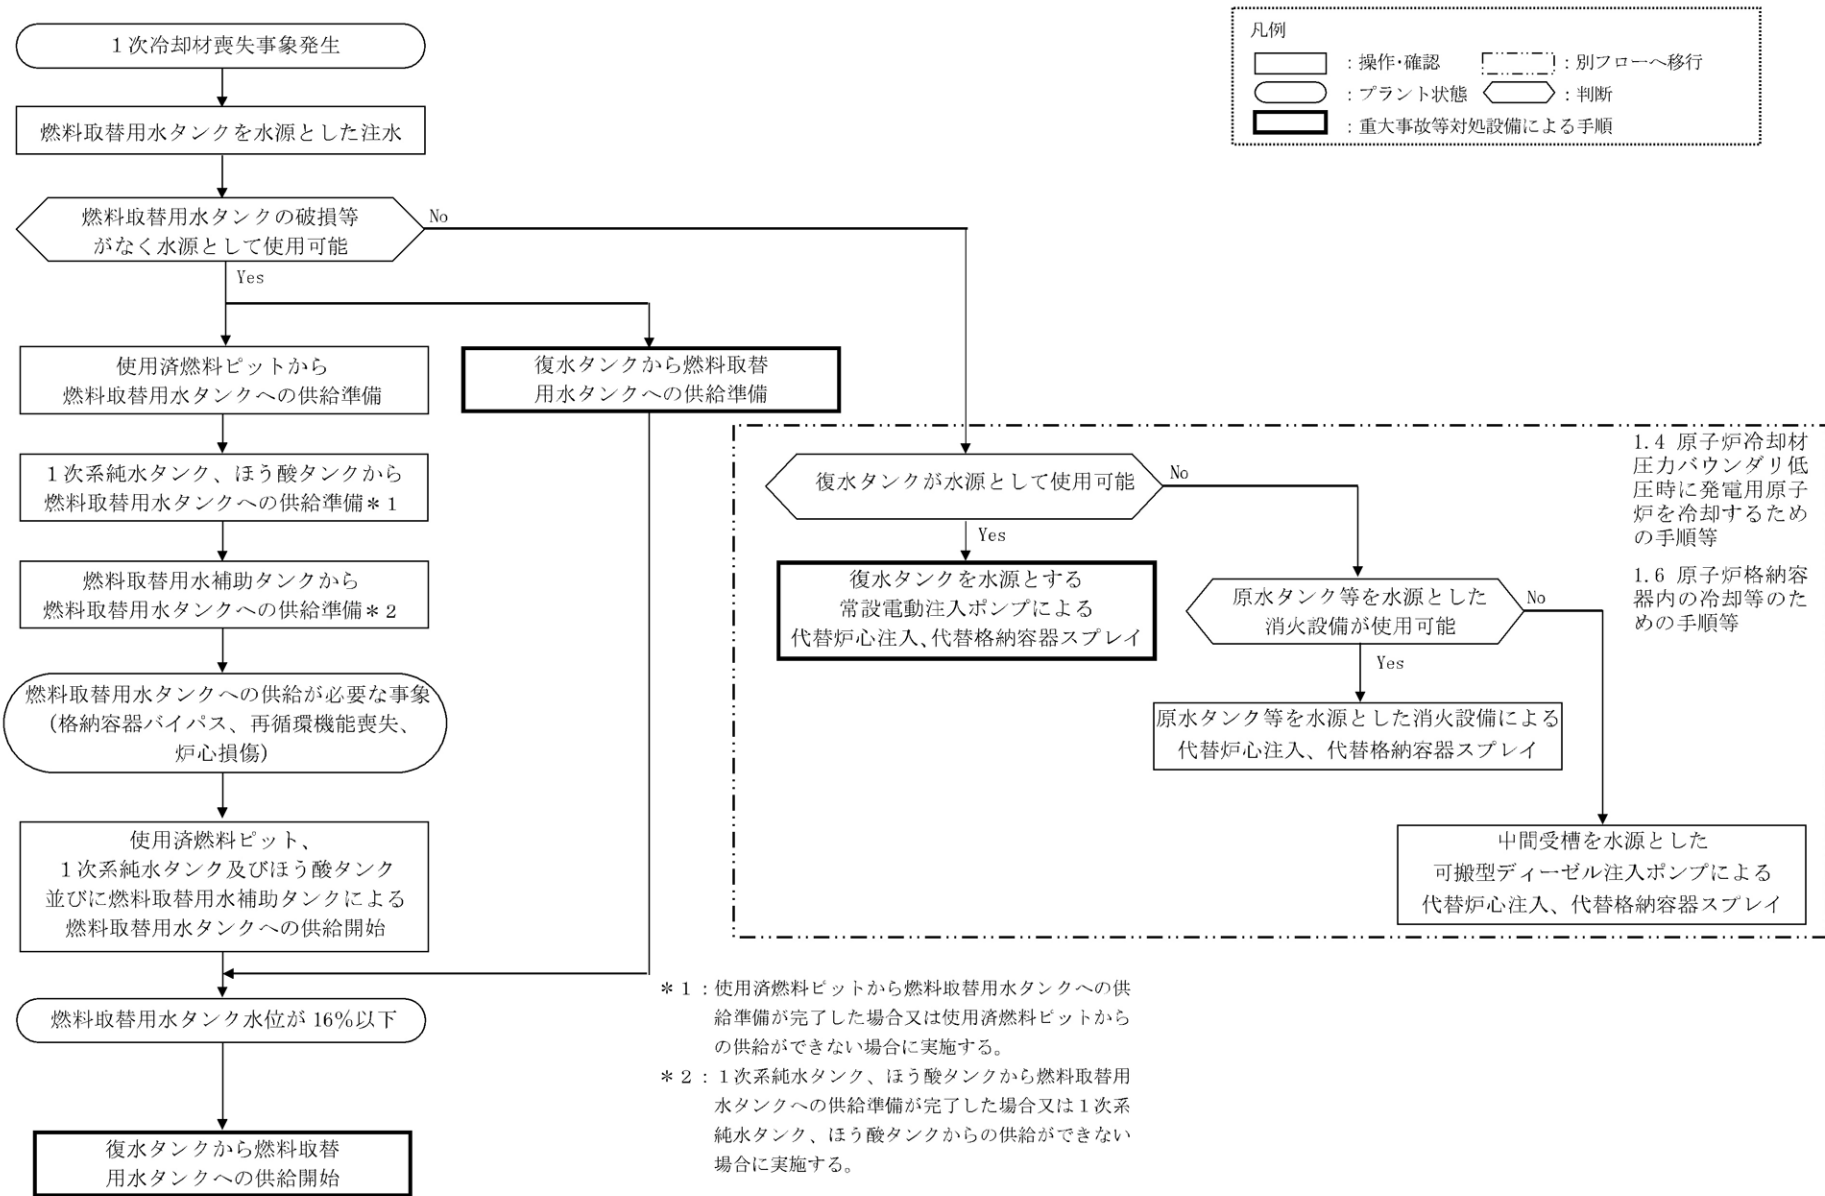 1次冷却材喪失事象発生
燃料取替用水タンクを水源とした注水
燃料取替用水タンクの破損等
がなく水源として使用可能
No
Yes
使用済燃料ピットから
燃料取替用水タンクへの供給準備
復水タンクから燃料取替
用水タンクへの供給準備
1次系純水タンク、ほう酸タンクから
燃料取替用水タンクへの供給準備*1
燃料取替用水補助タンクから
燃料取替用水タンクへの供給準備*2
燃料取替用水タンクへの供給が必要な事象
(格納容器バイパス、再循環機能喪失、
炉心損傷)
使用済燃料ピット、
1次系純水タンク及びほう酸タンク
並びに燃料取替用水補助タンクによる
燃料取替用水タンクへの供給開始
燃料取替用水タンク水位が 16%以下
復水タンクから燃料取替
用水タンクへの供給開始
凡例
:操作・確認
:別フローへ移行
:プラント状態
:判断
:重大事故等対処設備による手順
復水タンクが水源として使用可能
No
Yes
復水タンクを水源とする
常設電動注入ポンプによる
代替炉心注入、代替格納容器スプレイ
原水タンク等を水源とした
消火設備が使用可能
No
Yes
原水タンク等を水源とした消火設備による
代替炉心注入、代替格納容器スプレイ
中間受槽を水源とした
可搬型ディーゼル注入ポンプによる
代替炉心注入、代替格納容器スプレイ
1.4 原子炉冷却材
圧力バウンダリ低
圧時に発電用原子
炉を冷却するため
の手順等
1.6 原子炉格納容
器内の冷却等のた
めの手順等
*1:使用済燃料ピットから燃料取替用水タンクへの供
給準備が完了した場合又は使用済燃料ピットから
の供給ができない場合に実施する。
*2:1次系純水タンク、ほう酸タンクから燃料取替用
水タンクへの供給準備が完了した場合又は1次系
純水タンク、ほう酸タンクからの供給ができない
場合に実施する。